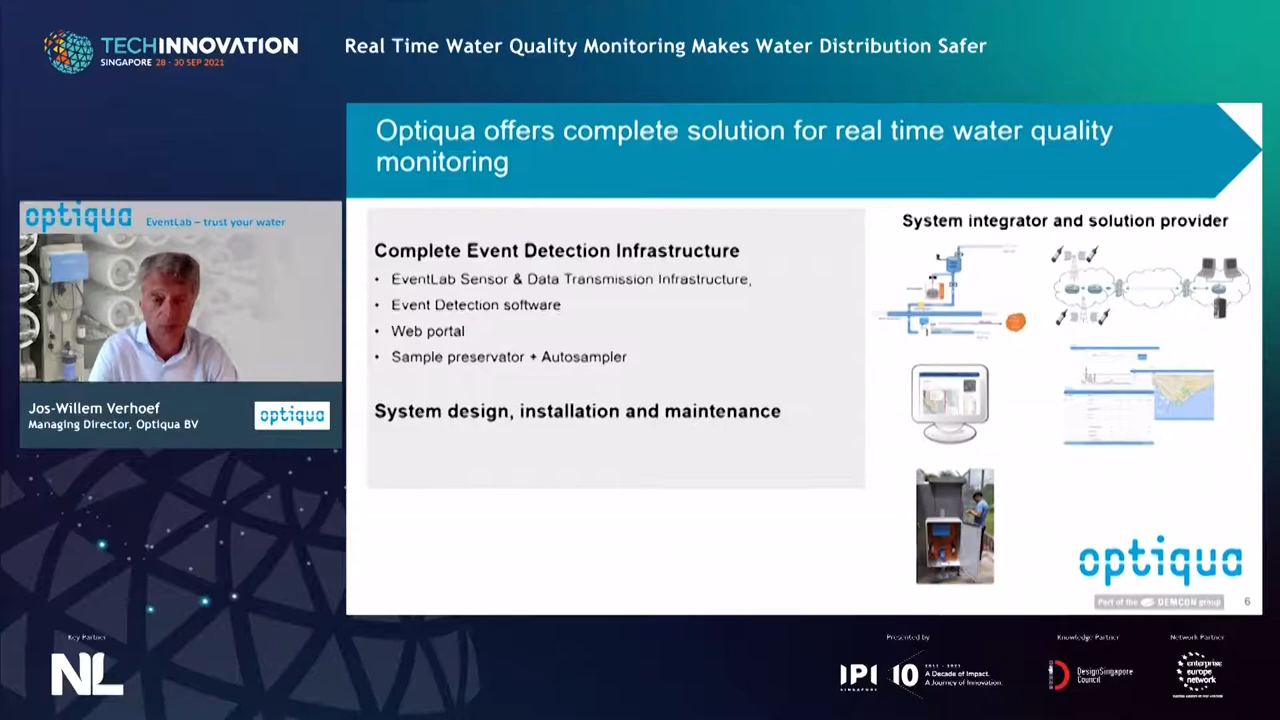 TECHINNOVATION
SINGAPORE 28 - 30 SEP 2021
Real Time Water Quality Monitoring Makes Water Distribution Safer
Optiqua offers complete solution for real time water quality
monitoring
optiqua EventLab – trust your water
Jos-Willem Verhoef
Managing Director, Optiqua BV
optiqua
Complete Event Detection Infrastructure
• EventLab Sensor & Data Transmission Infrastructure,
• Event Detection software
• Web portal
• Sample preservator + Autosampler
System design, installation and maintenance
System integrator and solution provider
optiqua
Part of the DEMCON group
6
Key Partner
NL
Presented by
IPI
SINGAPORE
10
2011 - 2021
A Decade of Impact.
A Journey of Innovation.
Knowledge Partner
DesignSingapore
Council
Network Partner
enterprise
europe
network